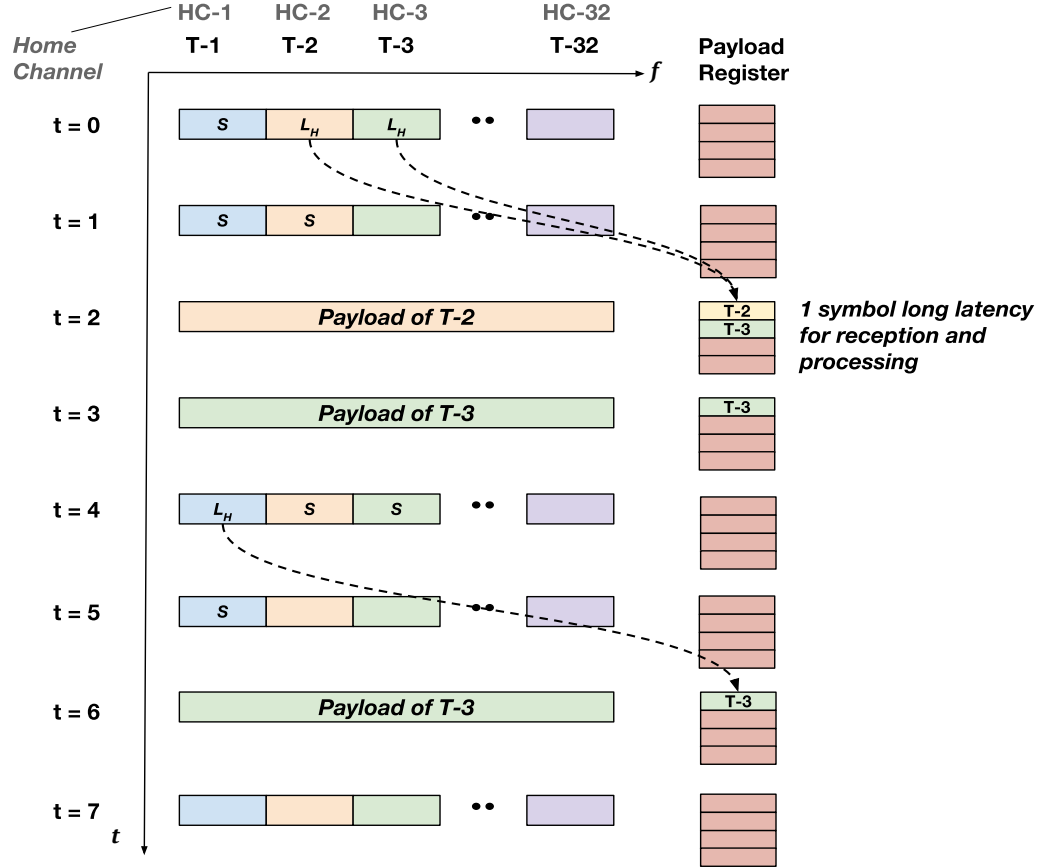 HC-1 HC-2 HC-3 HC-32
Home Channel
T-1 T-2 T-3 T-32
Payload Register
f
t = 0 S L_H L_H
t = 1 S S
t = 2 Payload of T-2 T-2
T-3
1 symbol long latency
for reception and
processing
t = 3 Payload of T-3 T-3
t = 4 L_H S S
t = 5 S
t = 6 Payload of T-3 T-3
t = 7
t